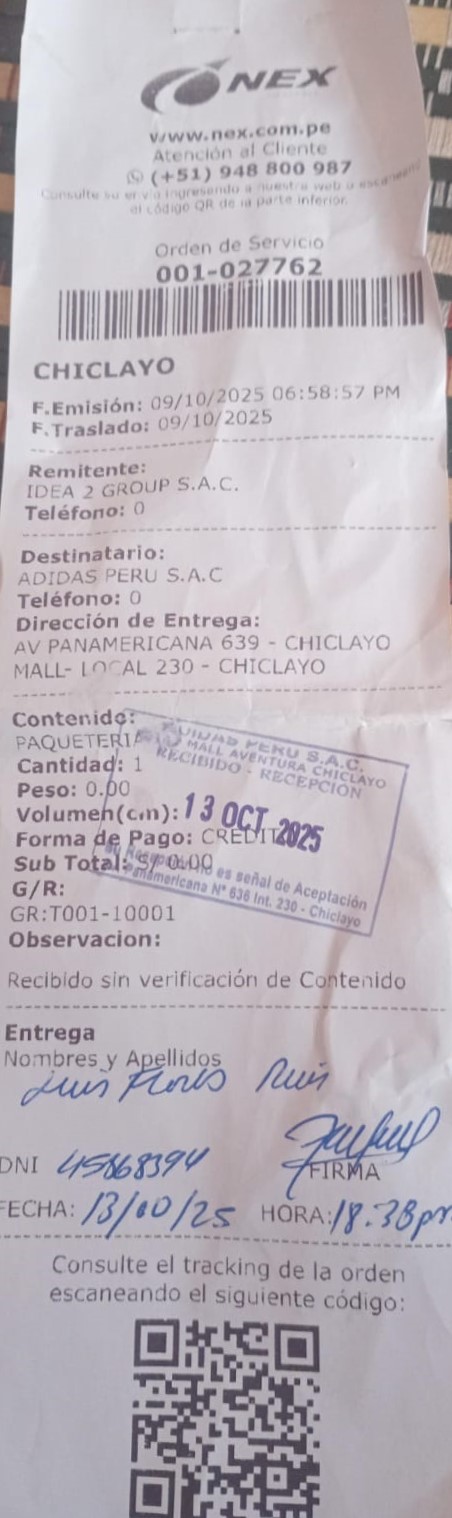 NEX
www.nex.com.pe
Atención al Cliente
(+51) 948 800 987
Consulte su envío ingresando a nuestra web o escaneando
el código QR de la parte inferior.
Orden de Servicio
001-027762
CHICLAYO
F.Emisión: 09/10/2025 06:58:57 PM
F.Traslado: 09/10/2025
Remitente:
IDEA 2 GROUP S.A.C.
Teléfono: 0
Destinatario:
ADIDAS PERU S.A.C
Teléfono: 0
Dirección de Entrega:
AV PANAMERICANA 639 - CHICLAYO
MALL- LOCAL 230 - CHICLAYO
Contenido:
PAQUETERIA
Cantidad: 1
Peso: 0.00
Volumen(cm):
Forma de Pago: CREDIT
Sub Total: S/ 0.00
G/R:
GR:T001-10001
Observacion:
ADIDAS PERU S.A.C.
MALL AVENTURA CHICLAYO
RECIBIDO - RECEPCIÓN
13 OCT. 2025
no es señal de Aceptación
Panamericana N° 636 Int. 230 - Chiclayo
Recibido sin verificación de Contenido
Entrega
Nombres y Apellidos
Luis Flores Ruis
DNI 45868394
FIRMA
FECHA: 13/10/25 HORA: 18.38pm
Consulte el tracking de la orden
escaneando el siguiente código: